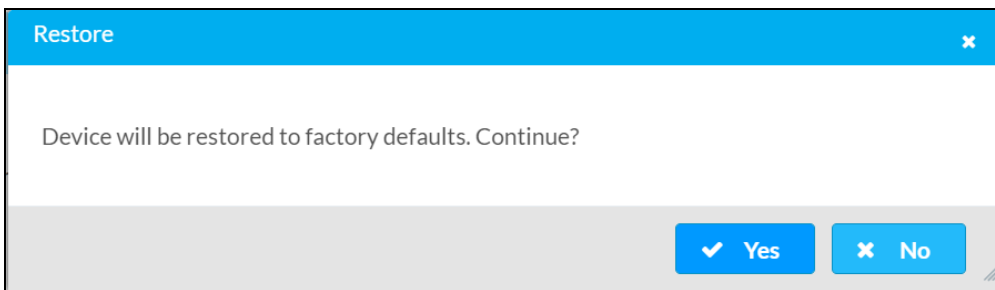 Restore
Device will be restored to factory defaults. Continue?
Yes
No